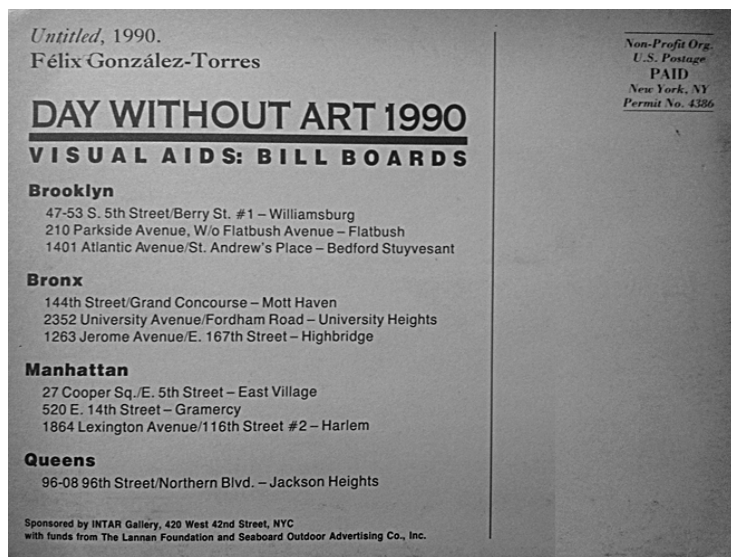 Untitled, 1990.
Félix González-Torres
DAY WITHOUT ART 1990
VISUAL AIDS: BILL BOARDS
Brooklyn
47-53 S. 5th Street/Berry St. #1 – Williamsburg
210 Parkside Avenue, W/o Flatbush Avenue – Flatbush
1401 Atlantic Avenue/St. Andrew's Place – Bedford Stuyvesant
Bronx
144th Street/Grand Concourse – Mott Haven
2352 University Avenue/Fordham Road – University Heights
1263 Jerome Avenue/E. 167th Street – Highbridge
Manhattan
27 Cooper Sq./E. 5th Street – East Village
520 E. 14th Street – Gramercy
1864 Lexington Avenue/116th Street #2 – Harlem
Queens
96-08 96th Street/Northern Blvd. – Jackson Heights
Sponsored by INTAR Gallery, 420 West 42nd Street, NYC
with funds from The Lannan Foundation and Seaboard Outdoor Advertising Co., Inc.
Non-Profit Org.
U.S. Postage
PAID
New York, NY
Permit No. 4386